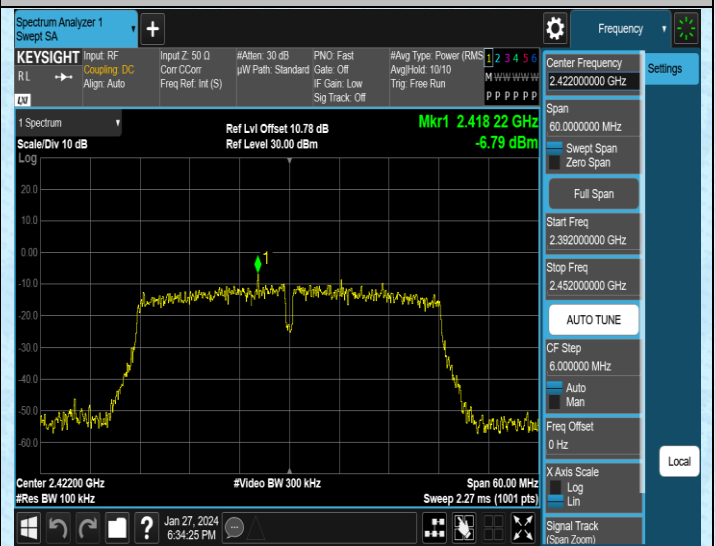 Spectrum Analyzer 1
Swept SA
+
Frequency
KEYSIGHT
RL
LXI
Input: RF
Coupling: DC
Align: Auto
Input Z: 50 Ω
Corr CCorr
Freq Ref: Int (S)
#Atten: 30 dB
µW Path: Standard
PNO: Fast
Gate: Off
IF Gain: Low
Sig Track: Off
#Avg Type: Power (RMS
Avg|Hold: 10/10
Trig: Free Run
1 2 3 4 5 6
M W W W W W
P P P P P P
Center Frequency
2.422000000 GHz
Settings
Span
60.0000000 MHz
Swept Span
Zero Span
Full Span
Start Freq
2.392000000 GHz
Stop Freq
2.452000000 GHz
AUTO TUNE
CF Step
6.000000 MHz
Auto
Man
Freq Offset
0 Hz
X Axis Scale
Log
Lin
Signal Track
(Span Zoom)
Local
1 Spectrum
Scale/Div 10 dB
Log
Ref Lvl Offset 10.78 dB
Ref Level 30.00 dBm
Mkr1 2.418 22 GHz
-6.79 dBm
1
20.0
10.0
0.00
-10.0
-20.0
-30.0
-40.0
-50.0
-60.0
Center 2.42200 GHz
#Res BW 100 kHz
#Video BW 300 kHz
Span 60.00 MHz
Sweep 2.27 ms (1001 pts)
?
Jan 27, 2024
6:34:25 PM